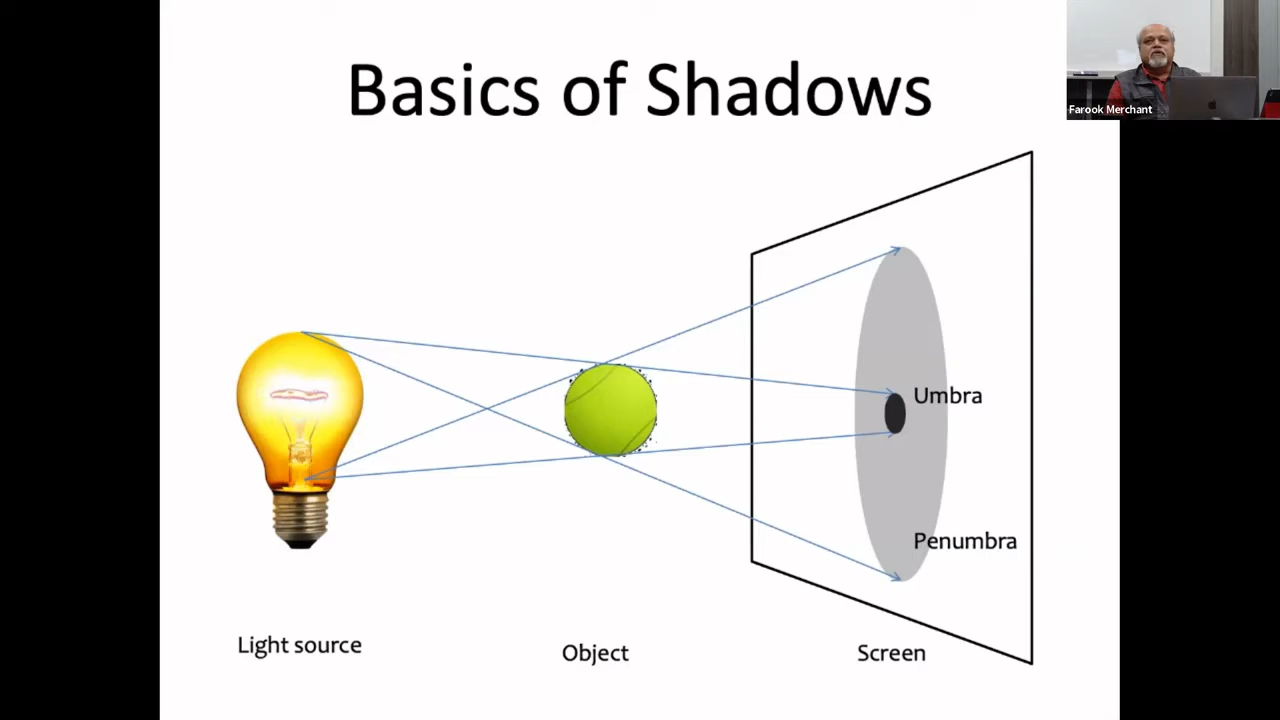 Basics of Shadows
Farook Merchant
Umbra
Penumbra
Light source
Object
Screen